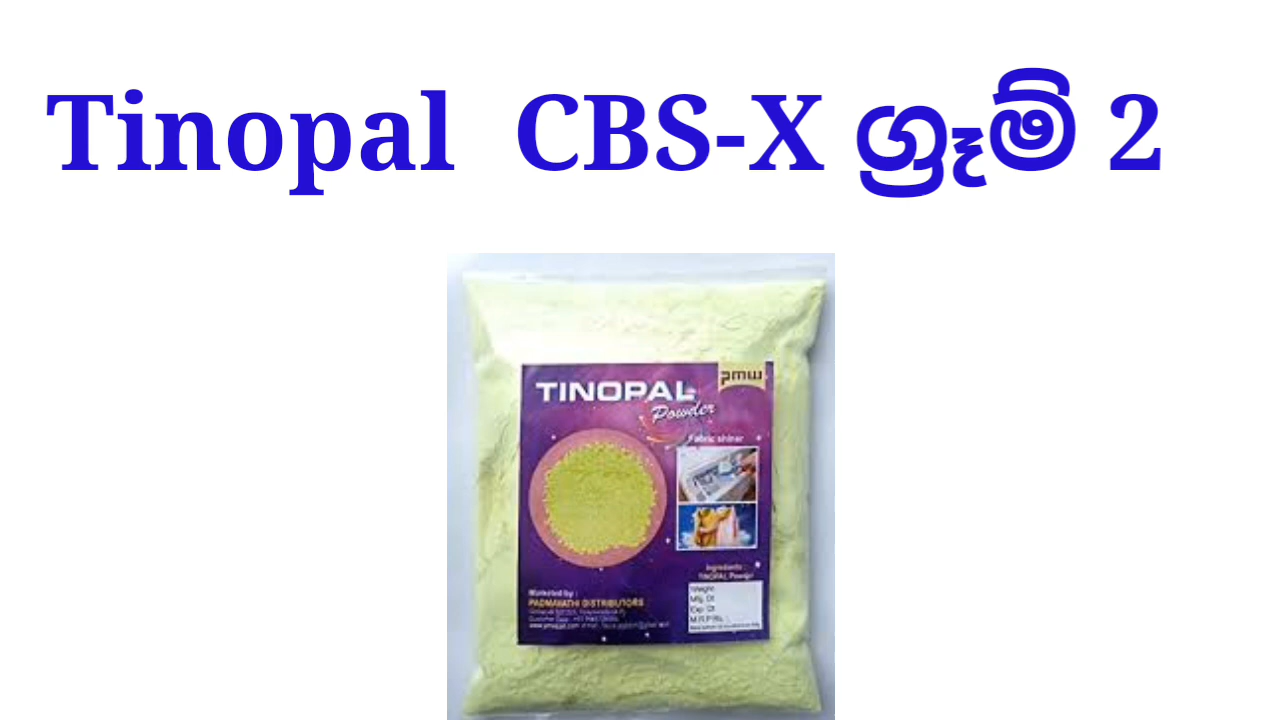 Tinopal CBS-X ග්‍රෑම් 2
pmw
TINOPAL
Powder
Fabric shiner
Ingredients :
TINOPAL Powder
Weight
Mfg. Dt
Exp. Dt
M.R.P Rs.
Marketed by :
PADMAVATHI DISTRIBUTORS